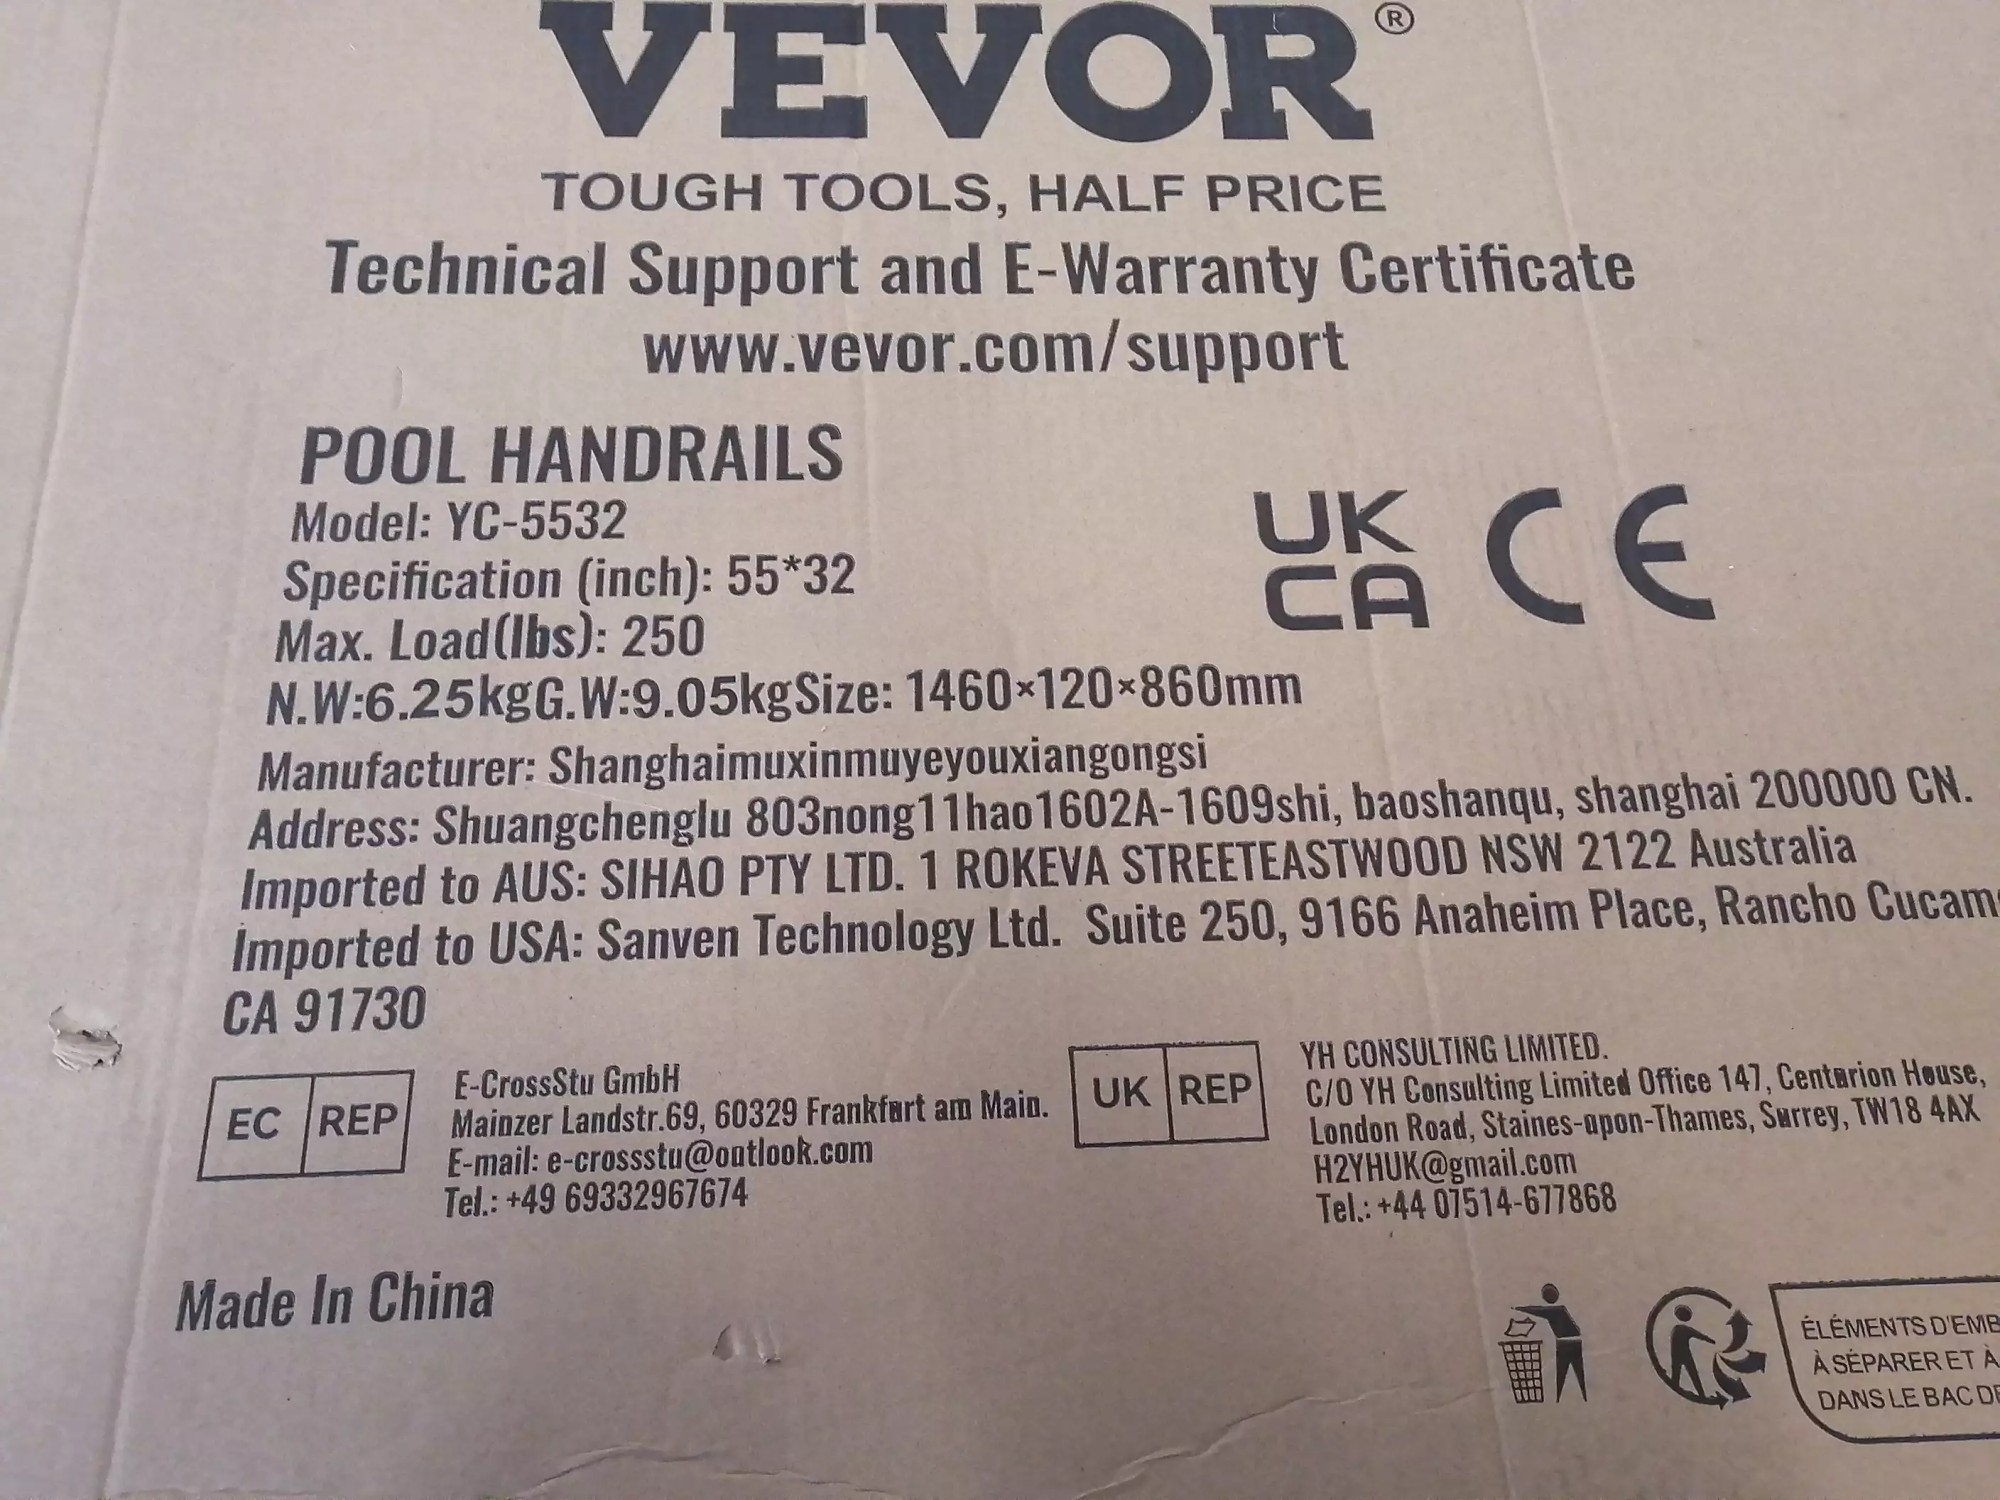 VEVOR®
TOUGH TOOLS, HALF PRICE
Technical Support and E-Warranty Certificate
www.vevor.com/support
POOL HANDRAILS
Model: YC-5532
Specification (inch): 55*32
Max. Load(lbs): 250
N.W:6.25kgG.W:9.05kgSize: 1460×120×860mm
UK
CA
CE
Manufacturer: Shanghaimuxinmuyeyouxiangongsi
Address: Shuangchenglu 803nong11hao1602A-1609shi, baoshanqu, shanghai 200000 CN.
Imported to AUS: SIHAO PTY LTD. 1 ROKEVA STREETEASTWOOD NSW 2122 Australia
Imported to USA: Sanven Technology Ltd. Suite 250, 9166 Anaheim Place, Rancho Cucam
CA 91730
EC REP
E-CrossStu GmbH
Mainzer Landstr.69, 60329 Frankfurt am Main.
E-mail: e-crossstu@outlook.com
Tel.: +49 69332967674
UK REP
YH CONSULTING LIMITED.
C/O YH Consulting Limited Office 147, Centurion House,
London Road, Staines-upon-Thames, Surrey, TW18 4AX
H2YHUK@gmail.com
Tel.: +44 07514-677868
Made In China
ÉLÉMENTS D'EMB
À SÉPARER ET À
DANS LE BAC DE